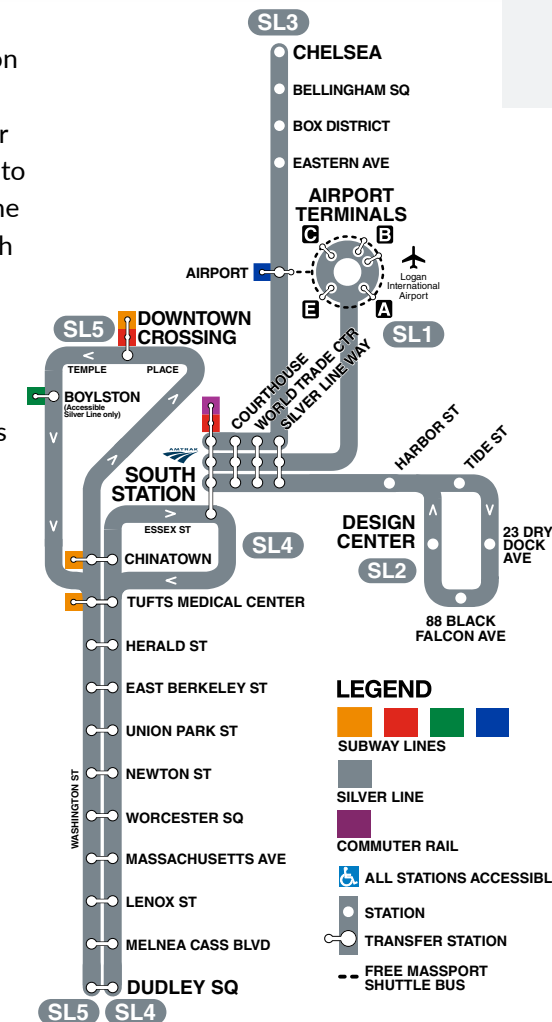 on
r
to
ne
h
s
SL3
CHELSEA
BELLINGHAM SQ
BOX DISTRICT
EASTERN AVE
AIRPORT
TERMINALS
C
B
E
A
AIRPORT
Logan
International
Airport
SL1
SL5
DOWNTOWN
CROSSING
TEMPLE
PLACE
BOYLSTON
(Accessible
Silver Line only)
COURTHOUSE
WORLD TRADE CTR
SILVER LINE WAY
AMTRAK
SOUTH
STATION
ESSEX ST
SL4
CHINATOWN
TUFTS MEDICAL CENTER
HARBOR ST
TIDE ST
DESIGN
CENTER
SL2
23 DRY
DOCK
AVE
88 BLACK
FALCON AVE
HERALD ST
EAST BERKELEY ST
UNION PARK ST
NEWTON ST
WORCESTER SQ
WASHINGTON ST
MASSACHUSETTS AVE
LENOX ST
MELNEA CASS BLVD
DUDLEY SQ
SL5
SL4
LEGEND
SUBWAY LINES
SILVER LINE
COMMUTER RAIL
ALL STATIONS ACCESSIBL
STATION
TRANSFER STATION
FREE MASSPORT
SHUTTLE BUS